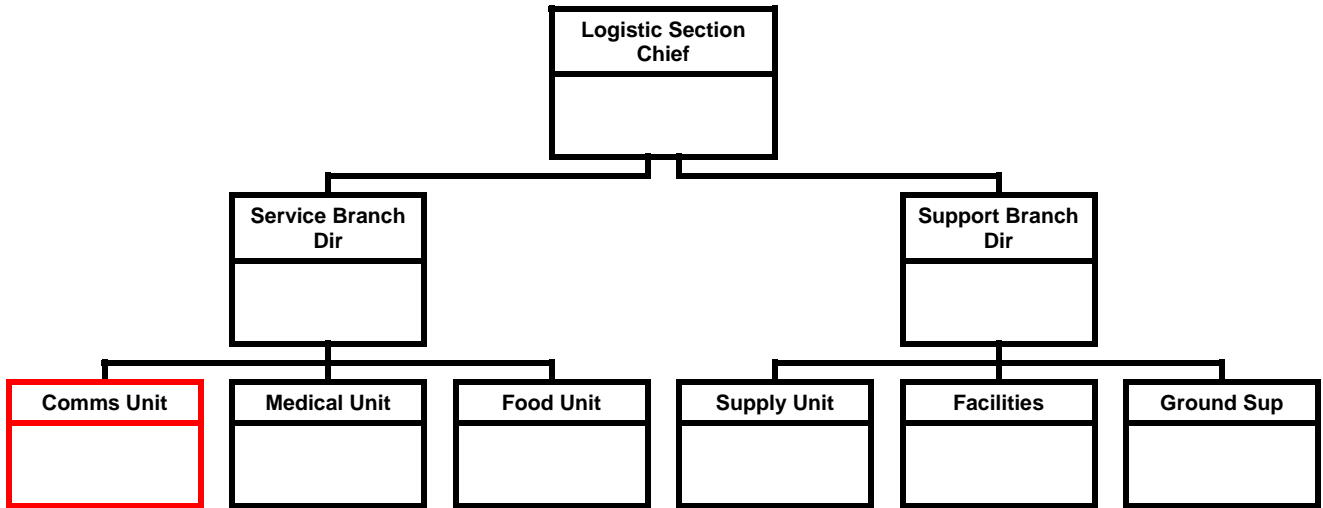 Logistic Section
Chief
Service Branch
Dir
Support Branch
Dir
Comms Unit
Medical Unit
Food Unit
Supply Unit
Facilities
Ground Sup